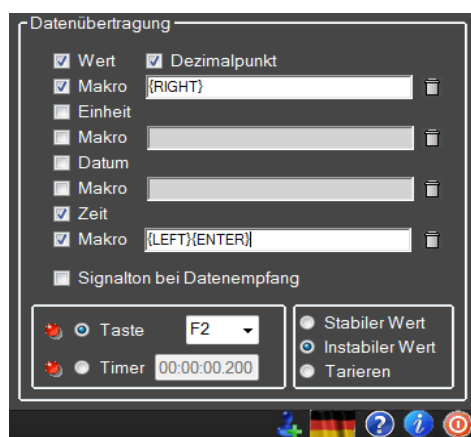 Datenübertragung
Wert Dezimalpunkt
Makro {RIGHT}
Einheit
Makro
Datum
Makro
Zeit
Makro {LEFT}{ENTER}
Signalton bei Datenempfang
Taste F2
Timer 00:00:00.200
Stabiler Wert
Instabiler Wert
Tarieren
? i